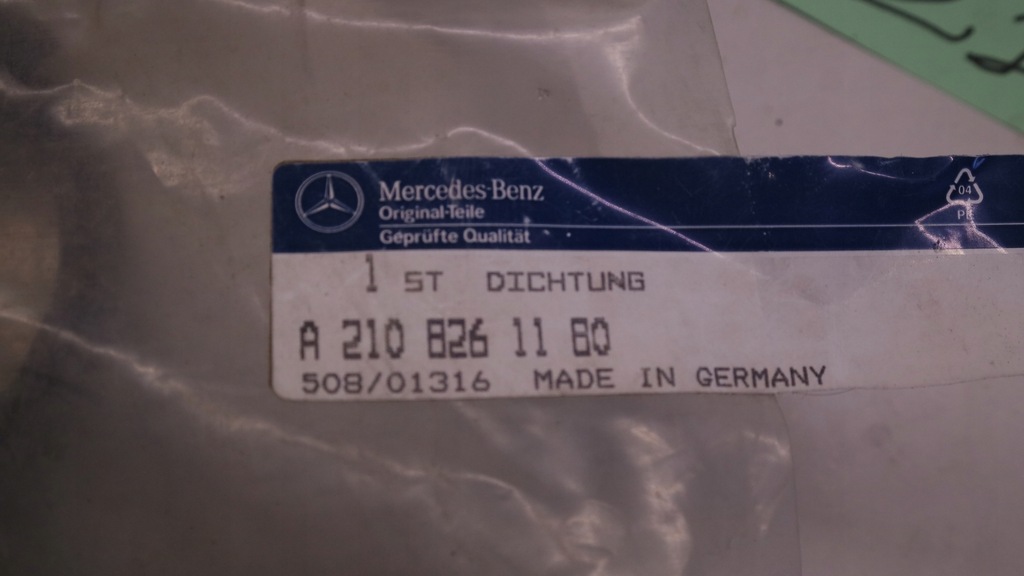 Mercedes-Benz
Original-Teile
Geprüfte Qualität
04
1 ST DICHTUNG
A 210 826 11 80
508/01316 MADE IN GERMANY